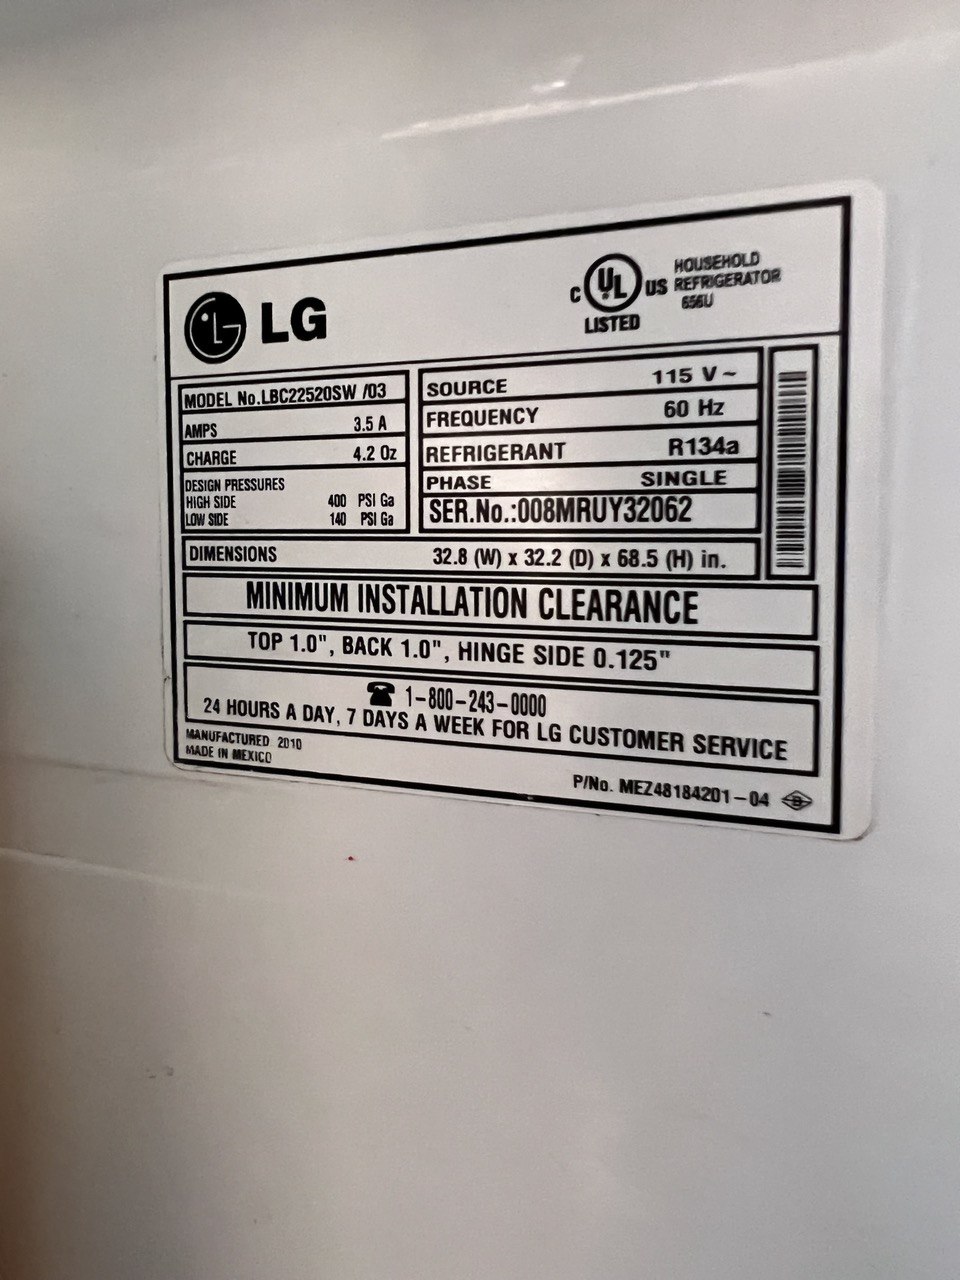 LG
C UL US
LISTED
HOUSEHOLD
REFRIGERATOR
656U
MODEL No.LBC22520SW /03
AMPS 3.5 A
CHARGE 4.2 Oz
DESIGN PRESSURES
HIGH SIDE 400 PSI Ga
LOW SIDE 140 PSI Ga
SOURCE 115 V~
FREQUENCY 60 Hz
REFRIGERANT R134a
PHASE SINGLE
SER.No.:008MRUY32062
DIMENSIONS 32.8 (W) x 32.2 (D) x 68.5 (H) in.
MINIMUM INSTALLATION CLEARANCE
TOP 1.0", BACK 1.0", HINGE SIDE 0.125"
1-800-243-0000
24 HOURS A DAY, 7 DAYS A WEEK FOR LG CUSTOMER SERVICE
MANUFACTURED 2010
MADE IN MEXICO
P/No. MEZ48184201-04 B